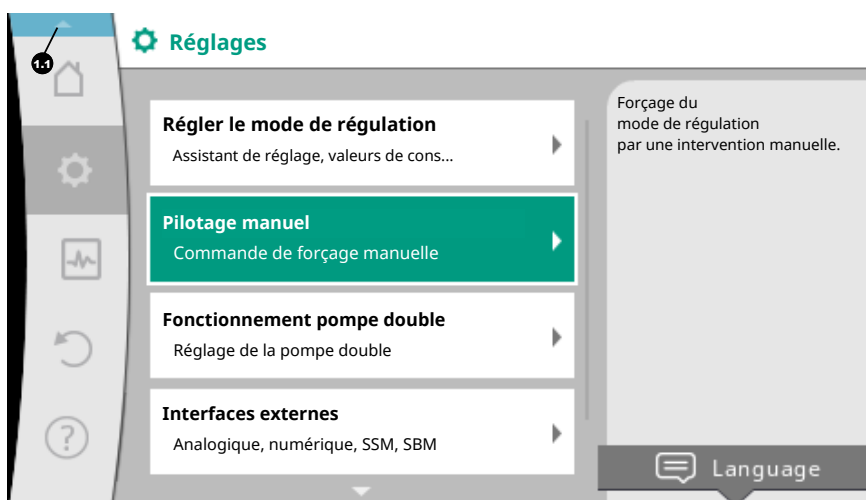 Réglages
1.1
Régler le mode de régulation
Assistant de réglage, valeurs de cons...
Pilotage manuel
Commande de forçage manuelle
Fonctionnement pompe double
Réglage de la pompe double
Interfaces externes
Analogique, numérique, SSM, SBM
Forçage du
mode de régulation
par une intervention manuelle.
?
Language